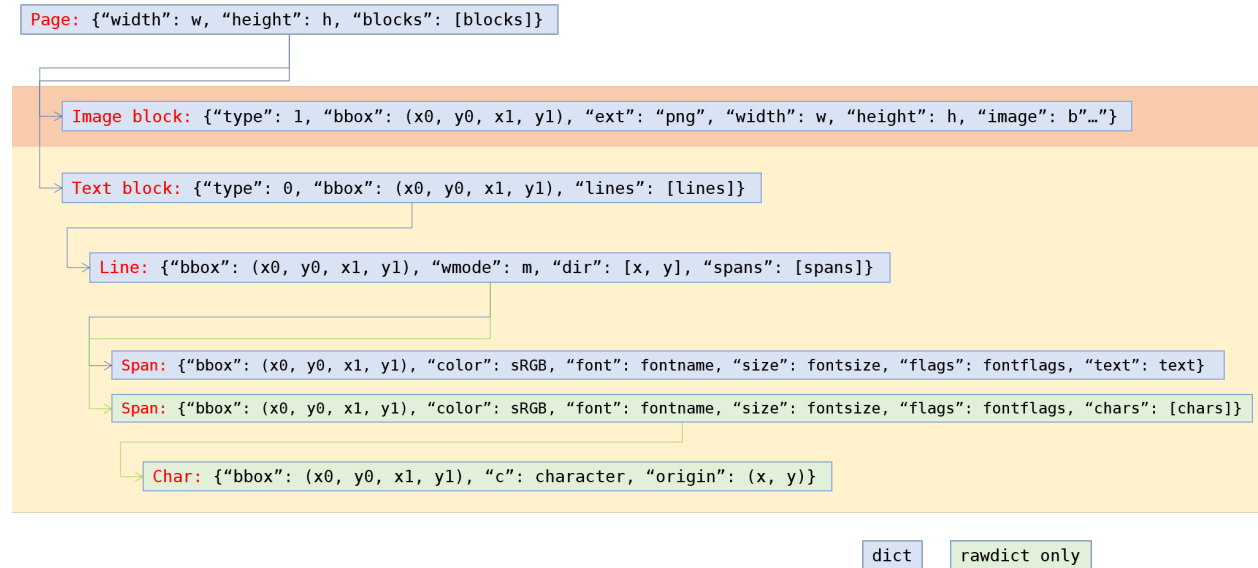 Page: {“width”: w, “height”: h, “blocks”: [blocks]}
Image block: {“type”: 1, “bbox”: (x0, y0, x1, y1), “ext”: “png”, “width”: w, “height”: h, “image”: b”…”}
Text block: {“type”: 0, “bbox”: (x0, y0, x1, y1), “lines”: [lines]}
Line: {“bbox”: (x0, y0, x1, y1), “wmode”: m, “dir”: [x, y], “spans”: [spans]}
Span: {“bbox”: (x0, y0, x1, y1), “color”: sRGB, “font”: fontname, “size”: fontsize, “flags”: fontflags, “text”: text}
Span: {“bbox”: (x0, y0, x1, y1), “color”: sRGB, “font”: fontname, “size”: fontsize, “flags”: fontflags, “chars”: [chars]}
Char: {“bbox”: (x0, y0, x1, y1), “c”: character, “origin”: (x, y)}
dict
rawdict only